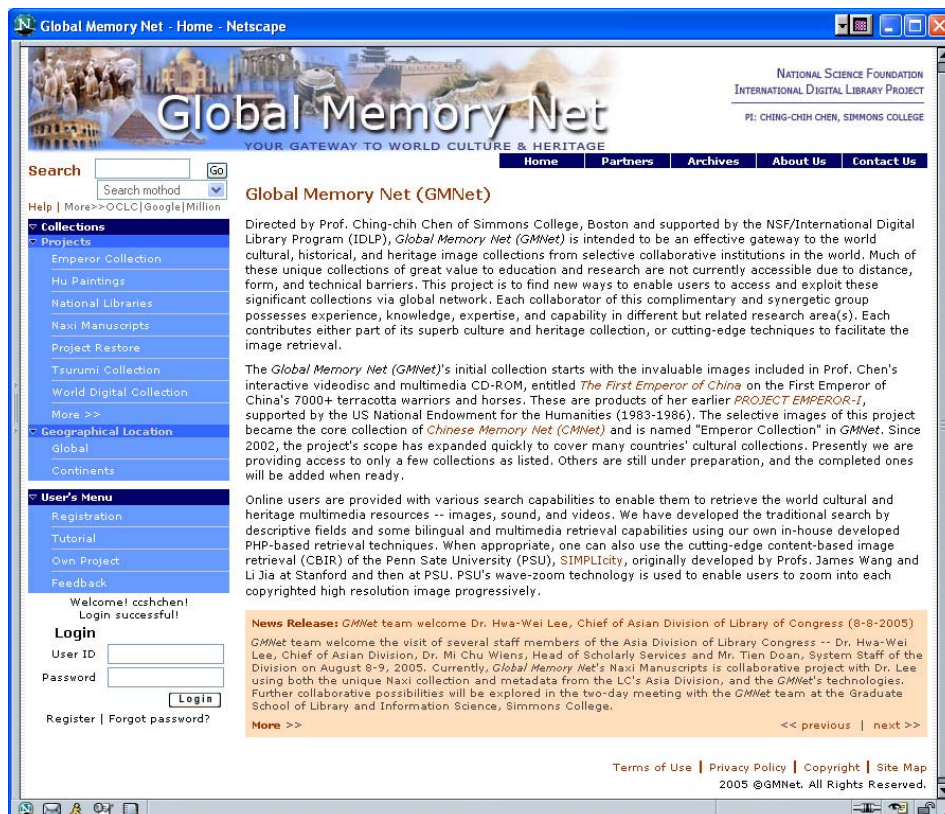 Global Memory Net - Home - Netscape
Global Memory Net
YOUR GATEWAY TO WORLD CULTURE & HERITAGE
NATIONAL SCIENCE FOUNDATION
INTERNATIONAL DIGITAL LIBRARY PROJECT
PI: CHING-CHIH CHEN, SIMMONS COLLEGE
Home Partners Archives About Us Contact Us
Search Go
Search mothod
Help | More>>OCLC|Google|Million
Collections
Projects
Emperor Collection
Hu Paintings
National Libraries
Naxi Manuscripts
Project Restore
Tsurumi Collection
World Digital Collection
More >>
Geographical Location
Global
Continents
User's Menu
Registration
Tutorial
Own Project
Feedback
Welcome! ccshchen!
Login successful!
Login
User ID
Password
Login
Register | Forgot password?
Global Memory Net (GMNet)
Directed by Prof. Ching-chih Chen of Simmons College, Boston and supported by the NSF/International Digital
Library Program (IDLP), Global Memory Net (GMNet) is intended to be an effective gateway to the world
cultural, historical, and heritage image collections from selective collaborative institutions in the world. Much of
these unique collections of great value to education and research are not currently accessible due to distance,
form, and technical barriers. This project is to find new ways to enable users to access and exploit these
significant collections via global network. Each collaborator of this complimentary and synergetic group
possesses experience, knowledge, expertise, and capability in different but related research area(s). Each
contributes either part of its superb culture and heritage collection, or cutting-edge techniques to facilitate the
image retrieval.
The Global Memory Net (GMNet)'s initial collection starts with the invaluable images included in Prof. Chen's
interactive videodisc and multimedia CD-ROM, entitled The First Emperor of China on the First Emperor of
China's 7000+ terracotta warriors and horses. These are products of her earlier PROJECT EMPEROR-I,
supported by the US National Endowment for the Humanities (1983-1986). The selective images of this project
became the core collection of Chinese Memory Net (CMNet) and is named "Emperor Collection" in GMNet. Since
2002, the project's scope has expanded quickly to cover many countries' cultural collections. Presently we are
providing access to only a few collections as listed. Others are still under preparation, and the completed ones
will be added when ready.
Online users are provided with various search capabilities to enable them to retrieve the world cultural and
heritage multimedia resources -- images, sound, and videos. We have developed the traditional search by
descriptive fields and some bilingual and multimedia retrieval capabilities using our own in-house developed
PHP-based retrieval techniques. When appropriate, one can also use the cutting-edge content-based image
retrieval (CBIR) of the Penn Sate University (PSU), SIMPLIcity, originally developed by Profs. James Wang and
Li Jia at Stanford and then at PSU. PSU's wave-zoom technology is used to enable users to zoom into each
copyrighted high resolution image progressively.
News Release: GMNet team welcome Dr. Hwa-Wei Lee, Chief of Asian Division of Library of Congress (8-8-2005)
GMNet team welcome the visit of several staff members of the Asia Division of Library Congress -- Dr. Hwa-Wei
Lee, Chief of Asian Division, Dr. Mi Chu Wiens, Head of Scholarly Services and Mr. Tien Doan, System Staff of the
Division on August 8-9, 2005. Currently, Global Memory Net's Naxi Manuscripts is collaborative project with Dr. Lee
using both the unique Naxi collection and metadata from the LC's Asia Division, and the GMNet's technologies.
Further collaborative possibilities will be explored in the two-day meeting with the GMNet team at the Graduate
School of Library and Information Science, Simmons College.
More >> << previous | next >>
Terms of Use | Privacy Policy | Copyright | Site Map
2005 @GMNet. All Rights Reserved.